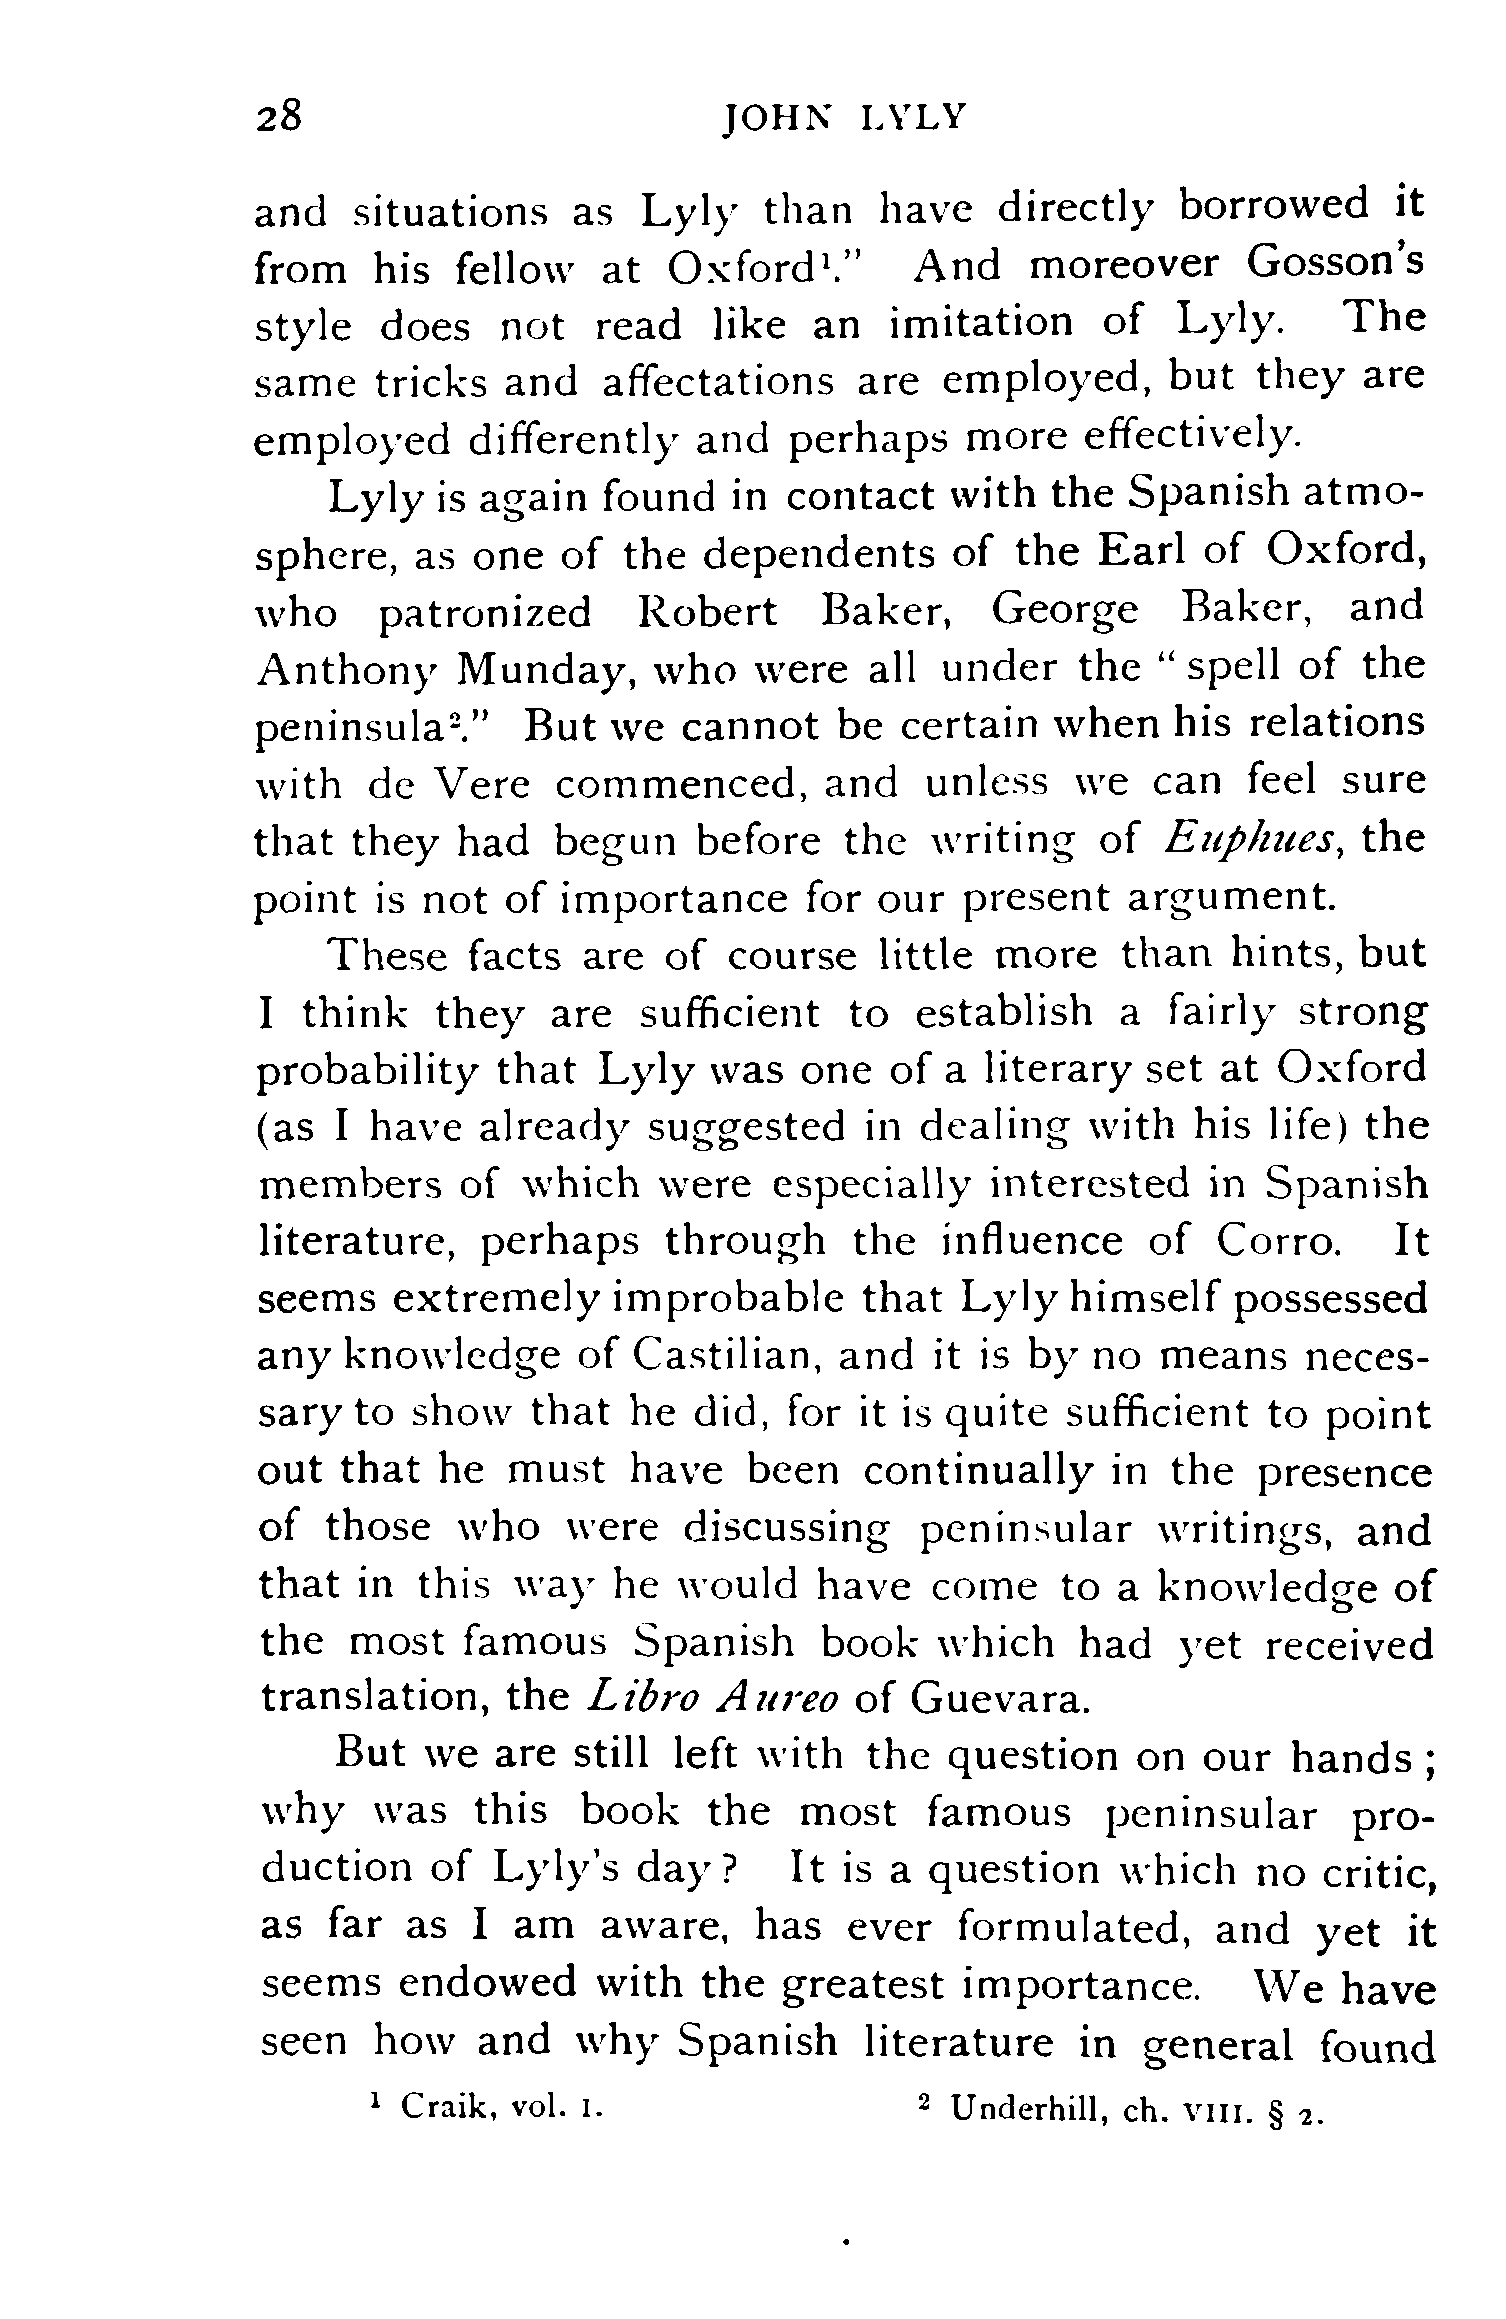 28 JOHN LYLY
and situations as Lyly than have directly borrowed it
from his fellow at Oxford¹." And moreover Gosson's
style does not read like an imitation of Lyly. The
same tricks and affectations are employed, but they are
employed differently and perhaps more effectively.
Lyly is again found in contact with the Spanish atmo-
sphere, as one of the dependents of the Earl of Oxford,
who patronized Robert Baker, George Baker, and
Anthony Munday, who were all under the " spell of the
peninsula²." But we cannot be certain when his relations
with de Vere commenced, and unless we can feel sure
that they had begun before the writing of Euphues, the
point is not of importance for our present argument.
These facts are of course little more than hints, but
I think they are sufficient to establish a fairly strong
probability that Lyly was one of a literary set at Oxford
(as I have already suggested in dealing with his life) the
members of which were especially interested in Spanish
literature, perhaps through the influence of Corro. It
seems extremely improbable that Lyly himself possessed
any knowledge of Castilian, and it is by no means neces-
sary to show that he did, for it is quite sufficient to point
out that he must have been continually in the presence
of those who were discussing peninsular writings, and
that in this way he would have come to a knowledge of
the most famous Spanish book which had yet received
translation, the Libro Aureo of Guevara.
But we are still left with the question on our hands ;
why was this book the most famous peninsular pro-
duction of Lyly's day ? It is a question which no critic,
as far as I am aware, has ever formulated, and yet it
seems endowed with the greatest importance. We have
seen how and why Spanish literature in general found
¹ Craik, vol. I. ² Underhill, ch. VIII. § 2.